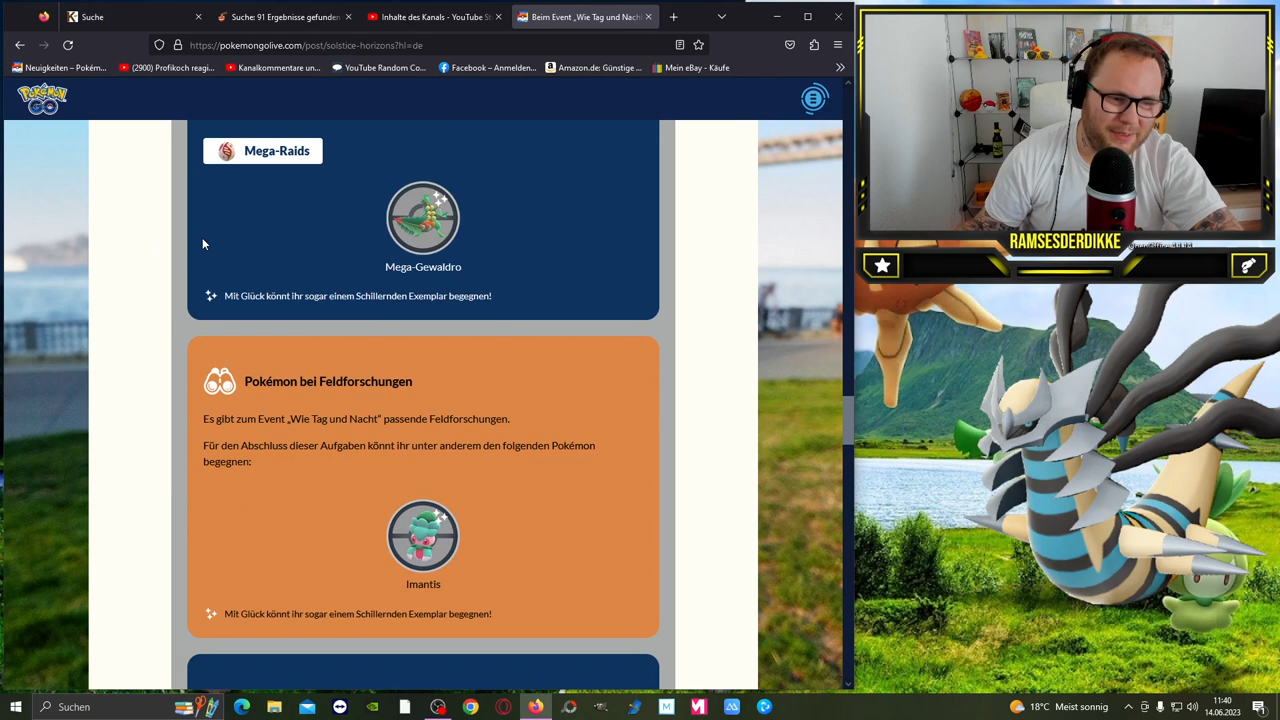 Suche
Suche: 91 Ergebnisse gefunden
Inhalte des Kanals - YouTube St
Beim Event „Wie Tag und Nacht
https://pokemongolive.com/post/solstice-horizons?hl=de
Neuigkeiten – Pokém...
(2900) Profikoch reagi...
Kanalkommentare un...
YouTube Random Co...
Facebook – Anmelden...
Amazon.de: Günstige ...
Mein eBay - Käufe
POKÉMON
GO
Mega-Raids
Mega-Gewaldro
Mit Glück könnt ihr sogar einem Schillernden Exemplar begegnen!
Pokémon bei Feldforschungen
Es gibt zum Event „Wie Tag und Nacht“ passende Feldforschungen.
Für den Abschluss dieser Aufgaben könnt ihr unter anderem den folgenden Pokémon
begegnen:
Imantis
Mit Glück könnt ihr sogar einem Schillernden Exemplar begegnen!
RAMSESDERDIKKE
Suchen
18°C Meist sonnig
11:40
14.06.2023